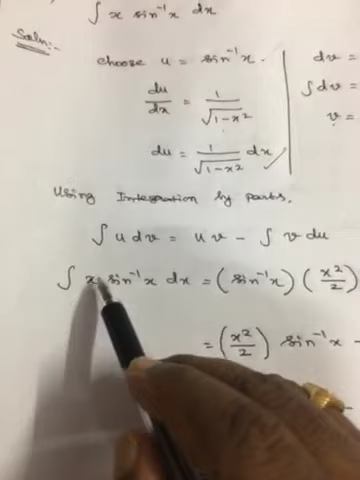 ∫ x sin⁻¹x dx
Soln:-
choose u = sin⁻¹x.
du/dx = 1/√(1-x²)
du = 1/√(1-x²) dx
dv =
∫dv =
v =
Using Integration by parts,
∫ u dv = uv - ∫ v du
∫ x sin⁻¹x dx = (sin⁻¹x) (x²/2)
= (x²/2) sin⁻¹x -